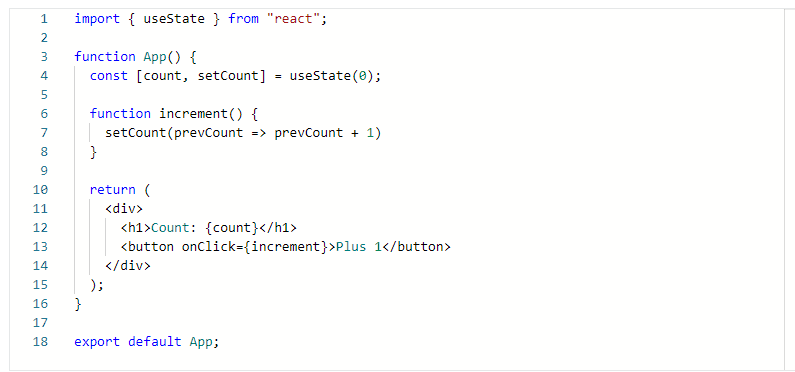 1 import { useState } from "react";
2
3 function App() {
4   const [count, setCount] = useState(0);
5
6   function increment() {
7     setCount(prevCount => prevCount + 1)
8   }
9
10   return (
11     <div>
12       <h1>Count: {count}</h1>
13       <button onClick={increment}>Plus 1</button>
14     </div>
15   );
16 }
17
18 export default App;